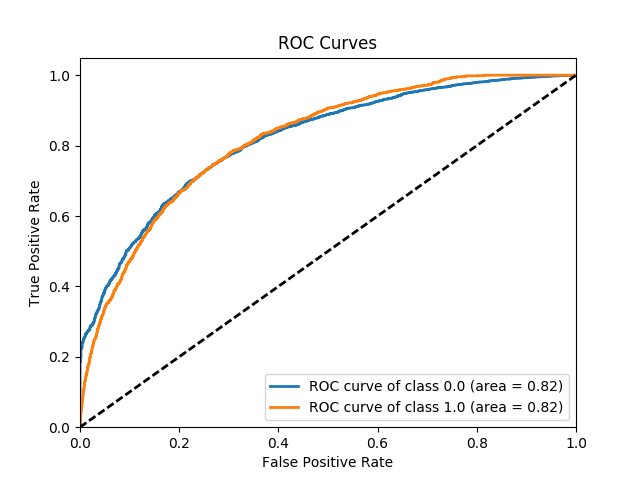 ROC Curves
True Positive Rate
1.0
0.8
0.6
0.4
0.2
0.0
ROC curve of class 0.0 (area = 0.82)
ROC curve of class 1.0 (area = 0.82)
0.0 0.2 0.4 0.6 0.8 1.0
False Positive Rate